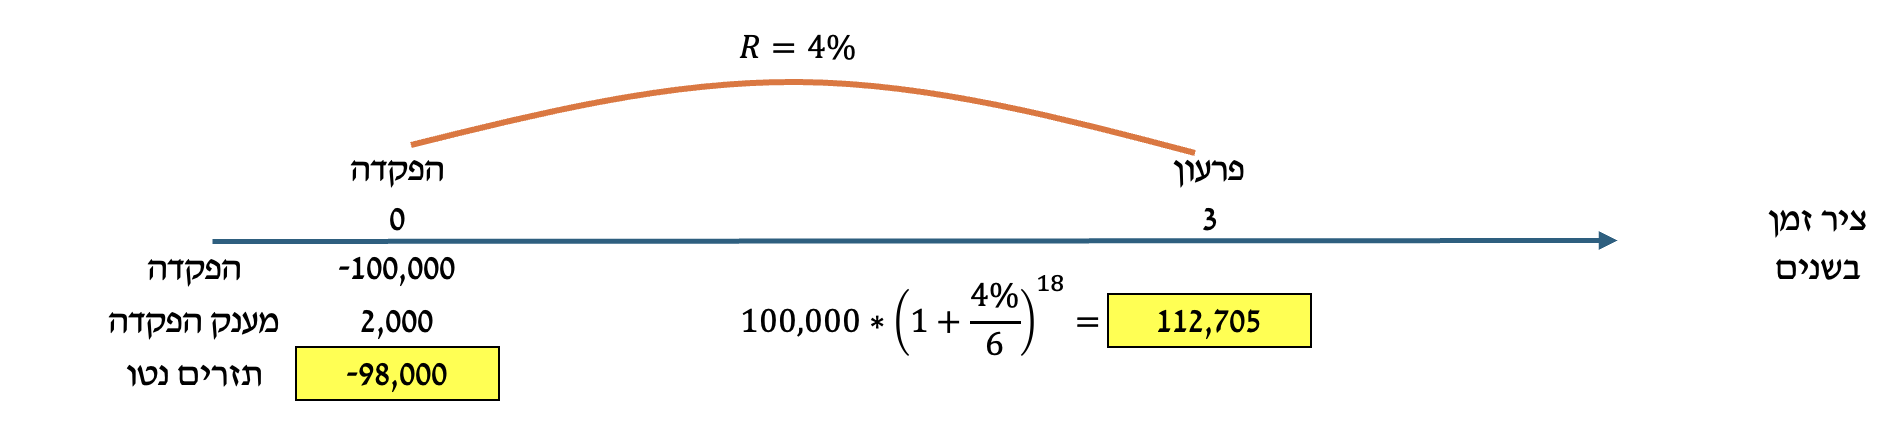 R = 4%
הפקדה פרעון
0 3 ציר זמן
הפקדה -100,000 בשנים
מענק הפקדה 2,000 100,000 * (1 + 4%/6)^18 = 112,705
תזרים נטו -98,000